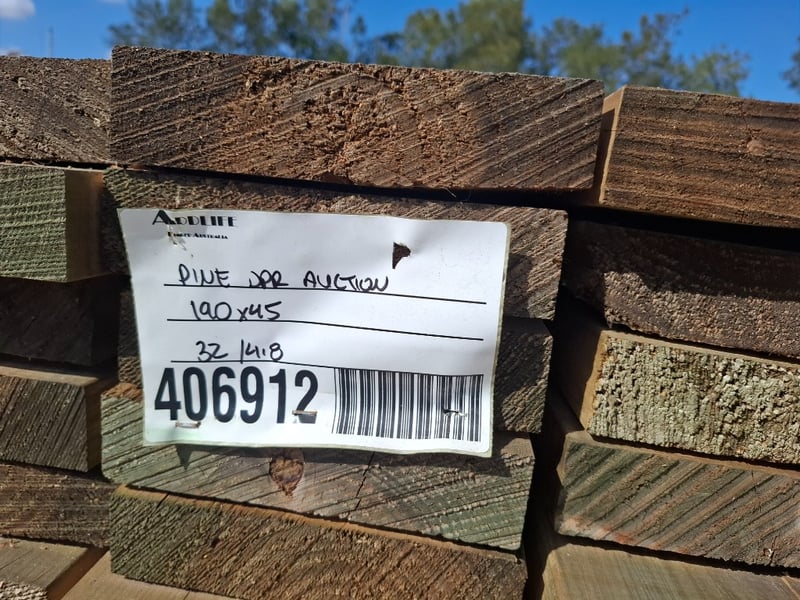 ADDLIFE
PINE DAR AUCTION
190x45
32 /4.8
406912